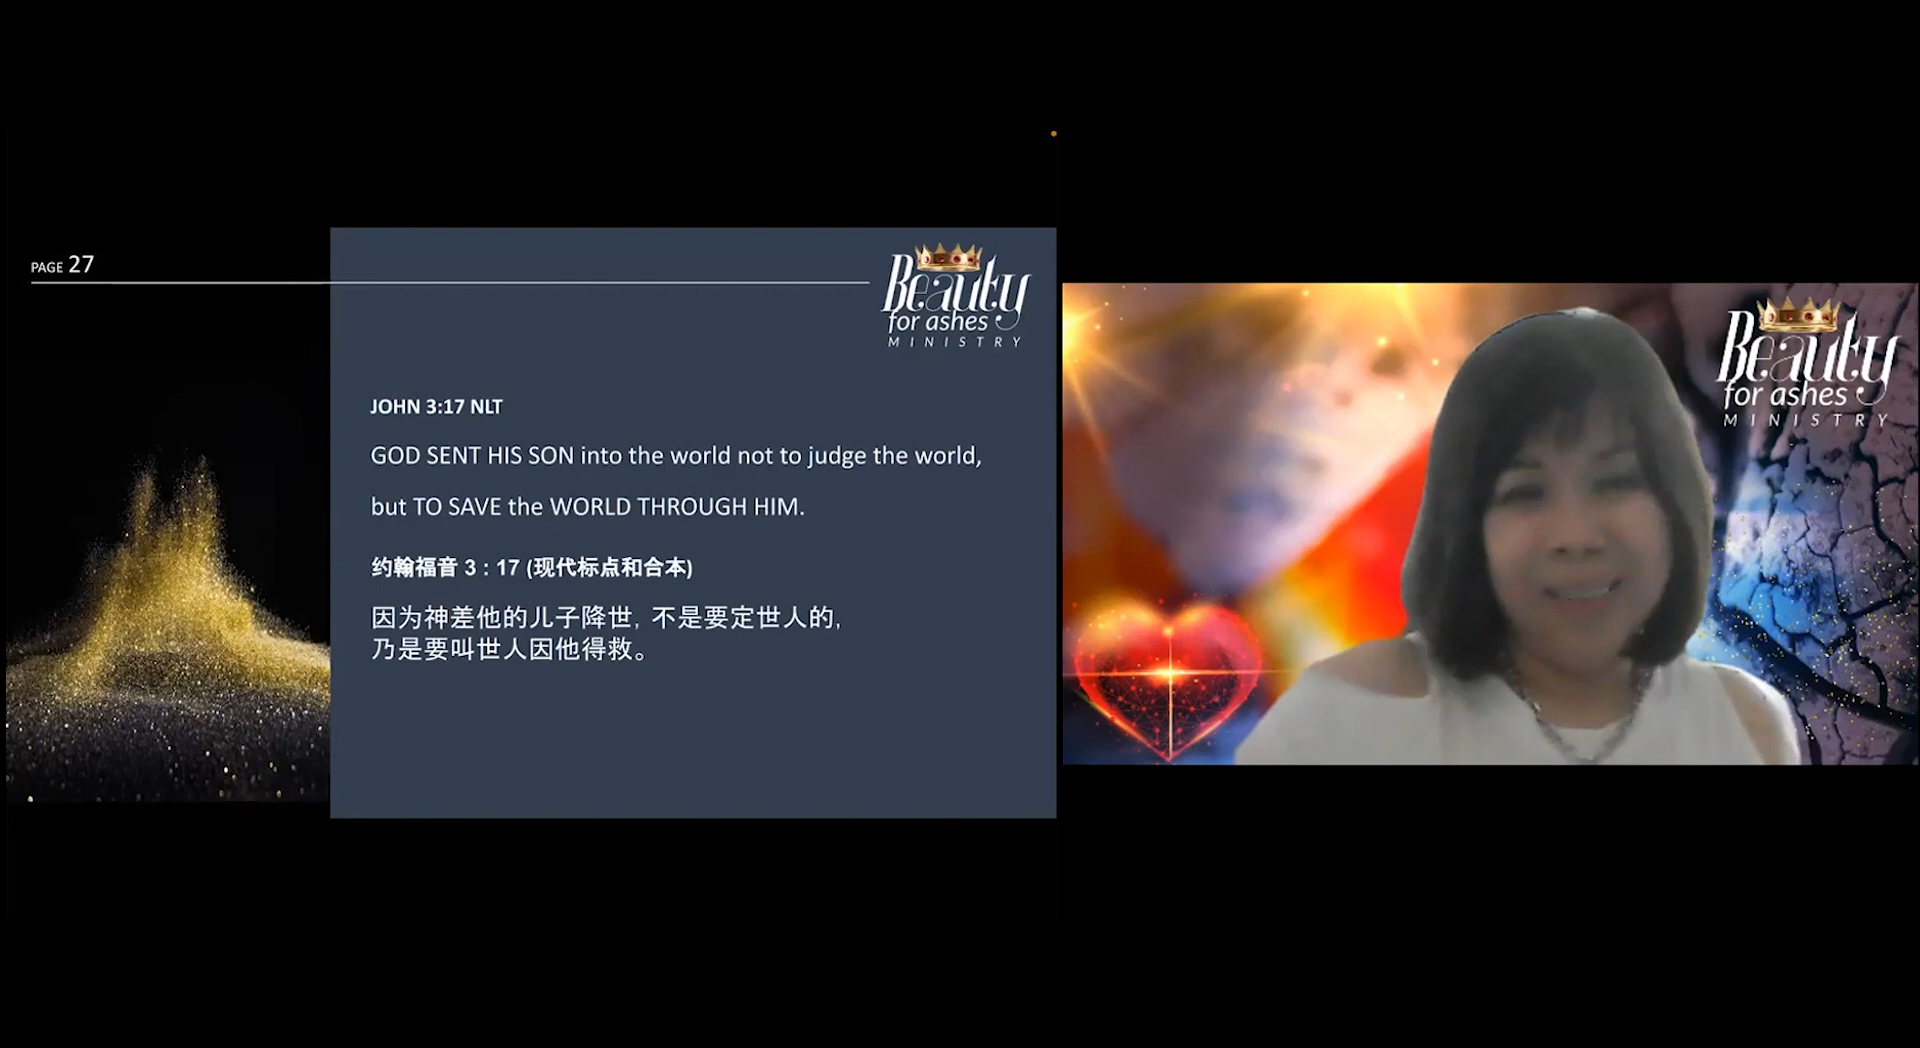 PAGE 27
Beauty
for ashes
MINISTRY
JOHN 3:17 NLT
GOD SENT HIS SON into the world not to judge the world,
but TO SAVE the WORLD THROUGH HIM.
约翰福音 3 : 17 (现代标点和合本)
因为神差他的儿子降世, 不是要定世人的,
乃是要叫世人因他得救。
Beauty
for ashes
MINISTRY